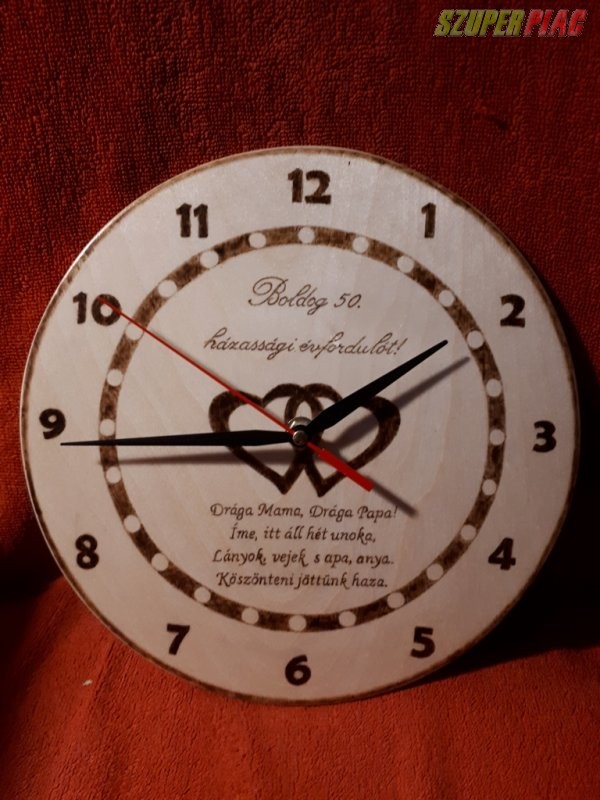 SZUPERPIAC
12
11
1
10
2
Boldog 50.
házassági évfordulót!
9
3
Drága Mama, Drága Papa!
Íme, itt áll hét unoka,
Lányok, vejek s apa, anya.
Köszönteni jöttünk haza.
8
4
7
5
6